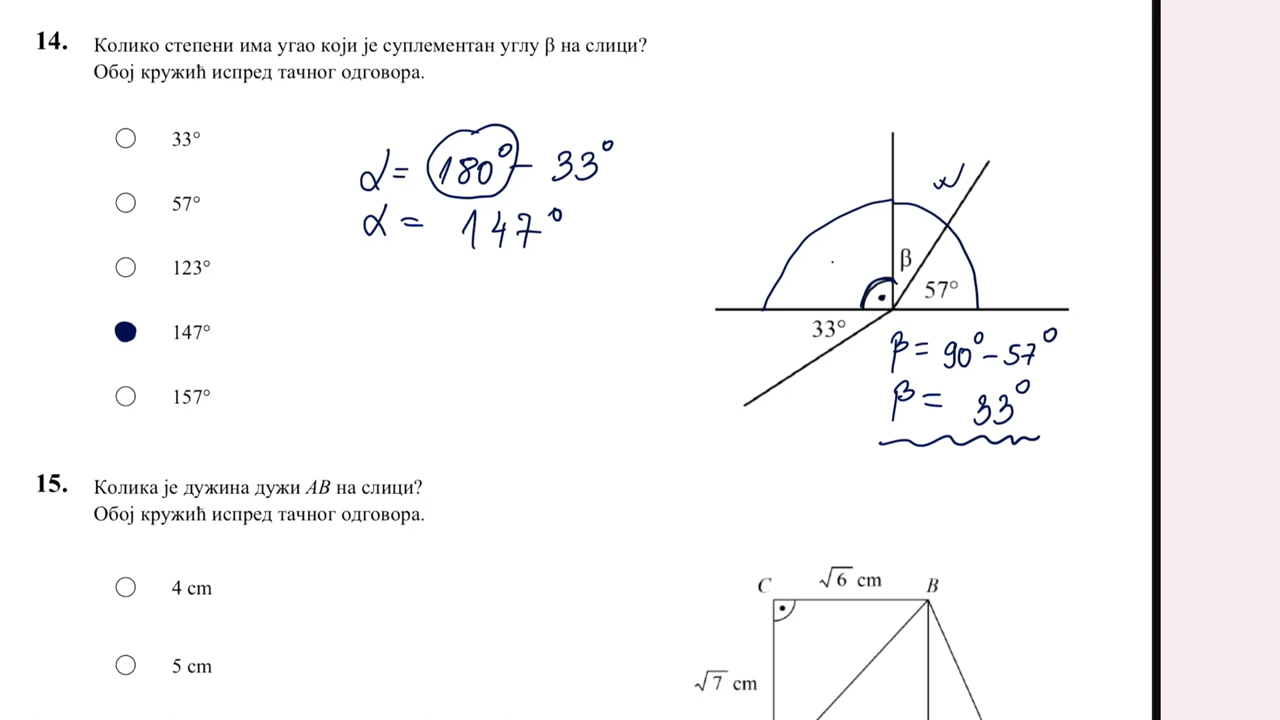 14. Колико степени има угао који је суплементан углу β на слици?
Обој кружић испред тачног одговора.
33°
57°
123°
147°
157°
α = 180° - 33°
α = 147°
β
57°
33°
β = 90° - 57°
β = 33°
15. Колика је дужина дужи AB на слици?
Обој кружић испред тачног одговора.
4 cm
5 cm
C
√6 cm
B
√7 cm